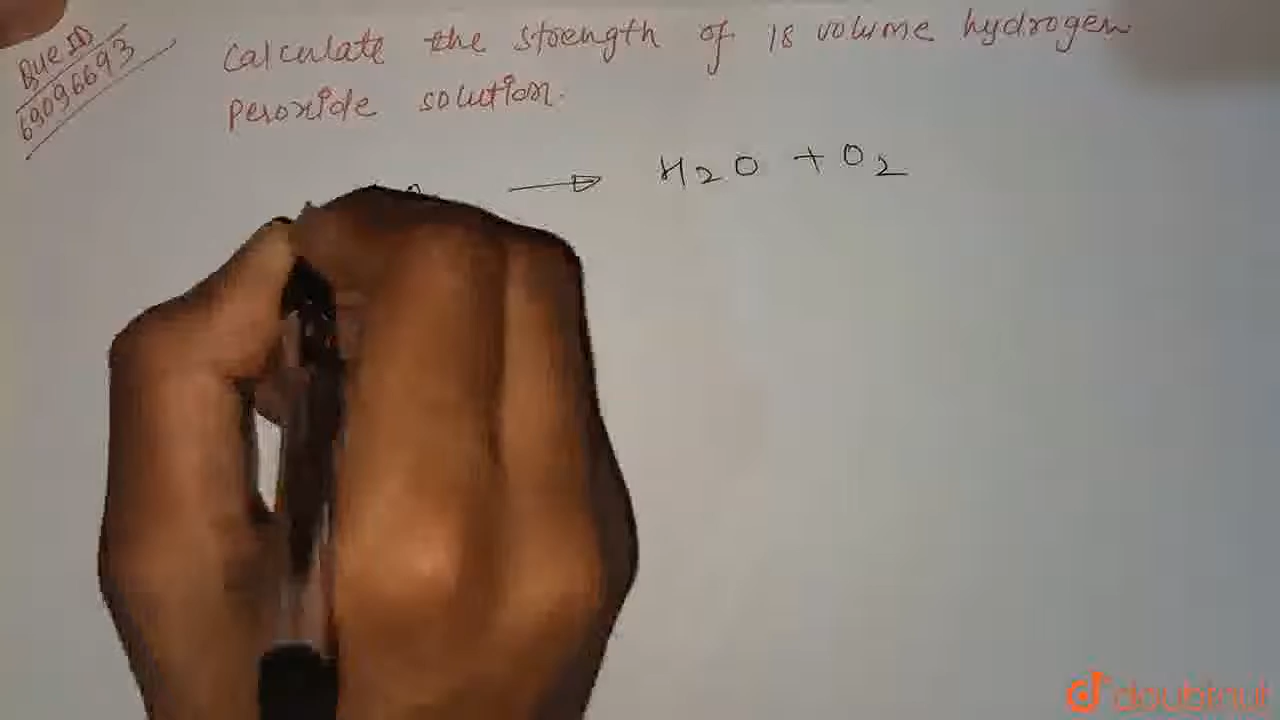 Que ID
69096693
Calculate the strength of 18 volume hydrogen
peroxide solution.
→ H2O + O2
doubtnut